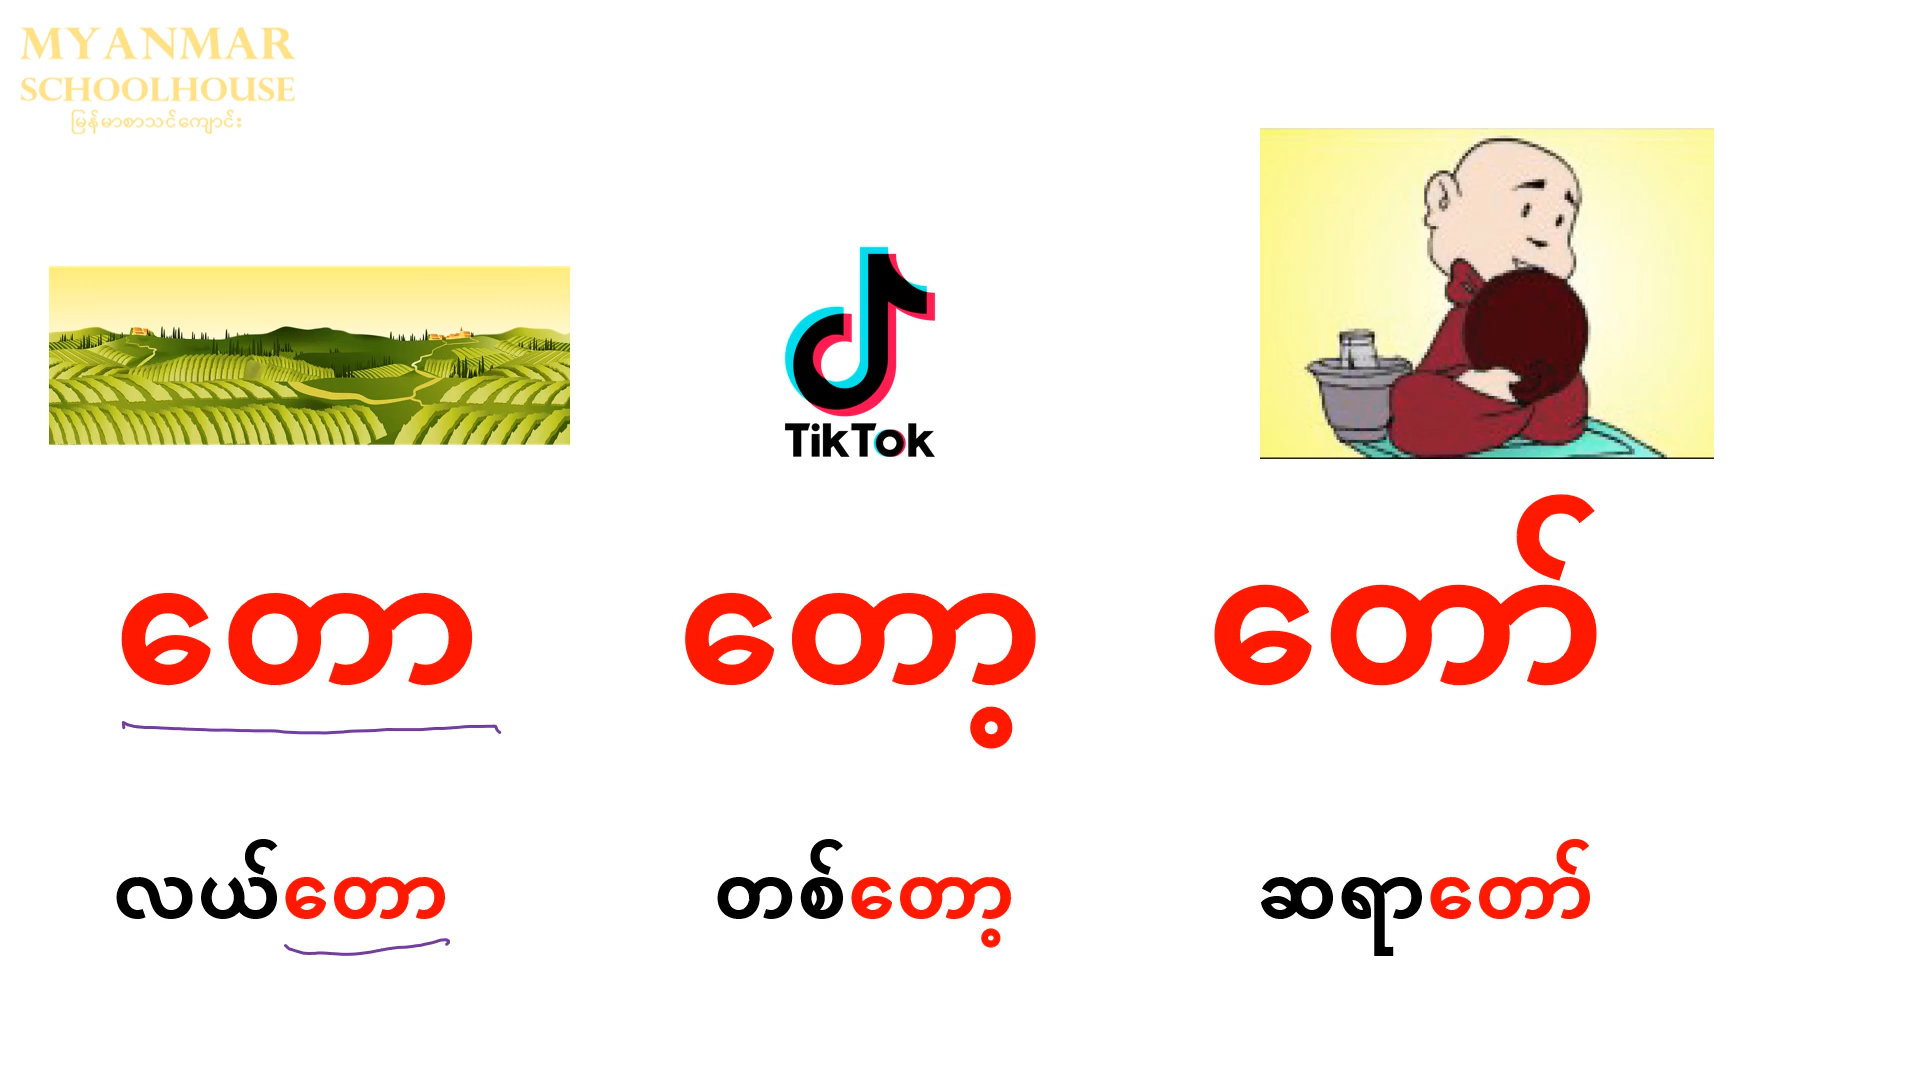 MYANMAR
SCHOOLHOUSE
မြန်မာစာသင်ကျောင်း
TikTok
တော တော့ တော်
လယ်တော တစ်တော့ ဆရာတော်